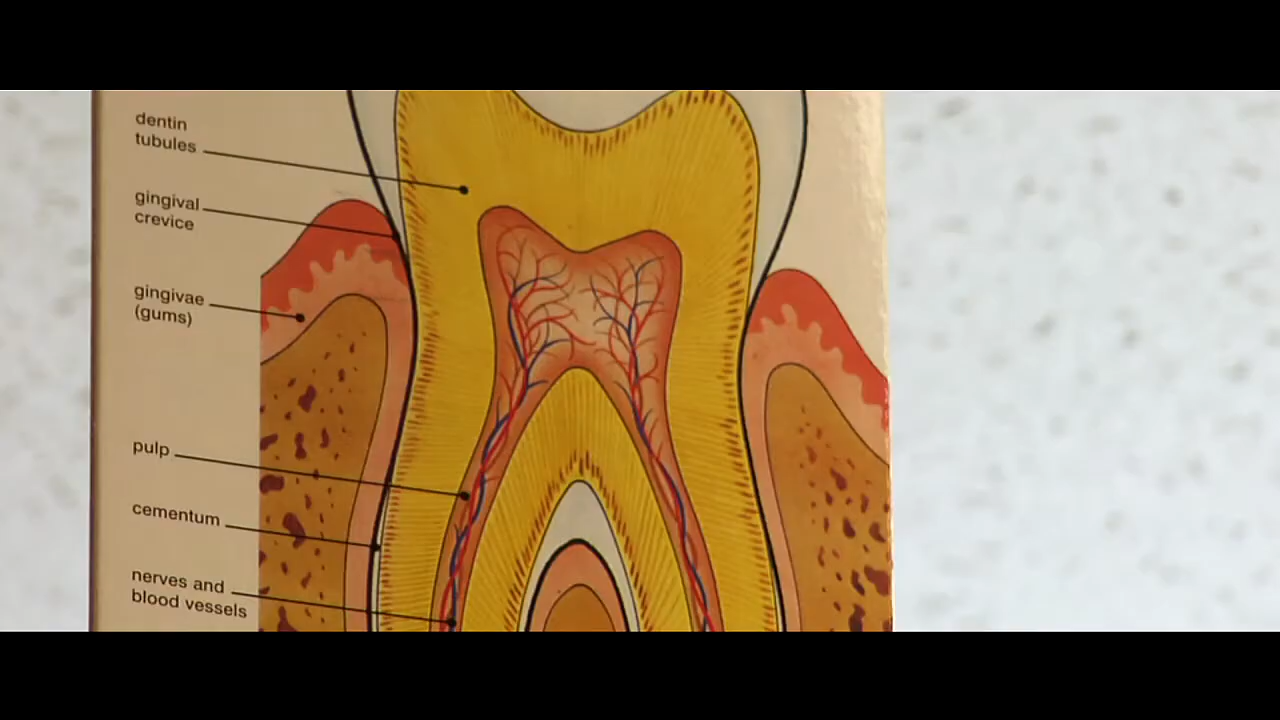 dentin
tubules
gingival
crevice
gingivae
(gums)
pulp
cementum
nerves and
blood vessels